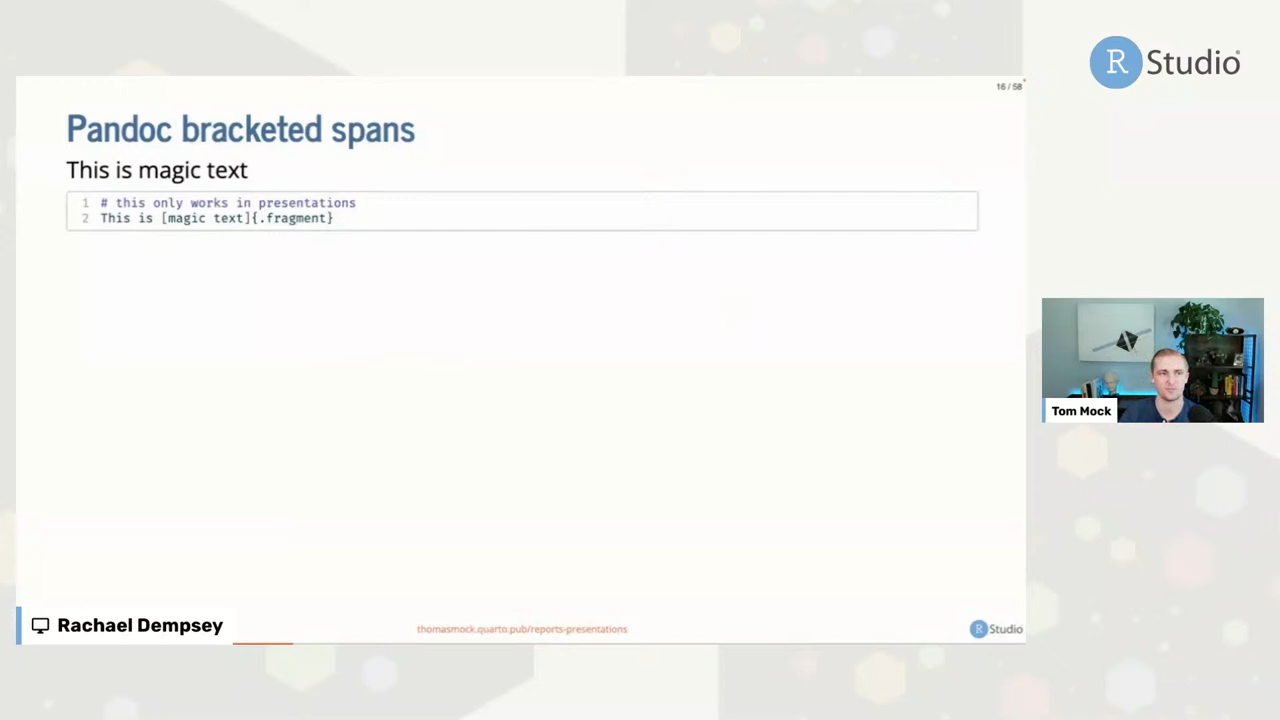 R Studio
16 / 58
Pandoc bracketed spans
This is magic text
1 # this only works in presentations
2 This is [magic text]{.fragment}
Tom Mock
Rachael Dempsey
thomasmock.quarto.pub/reports-presentations
R Studio